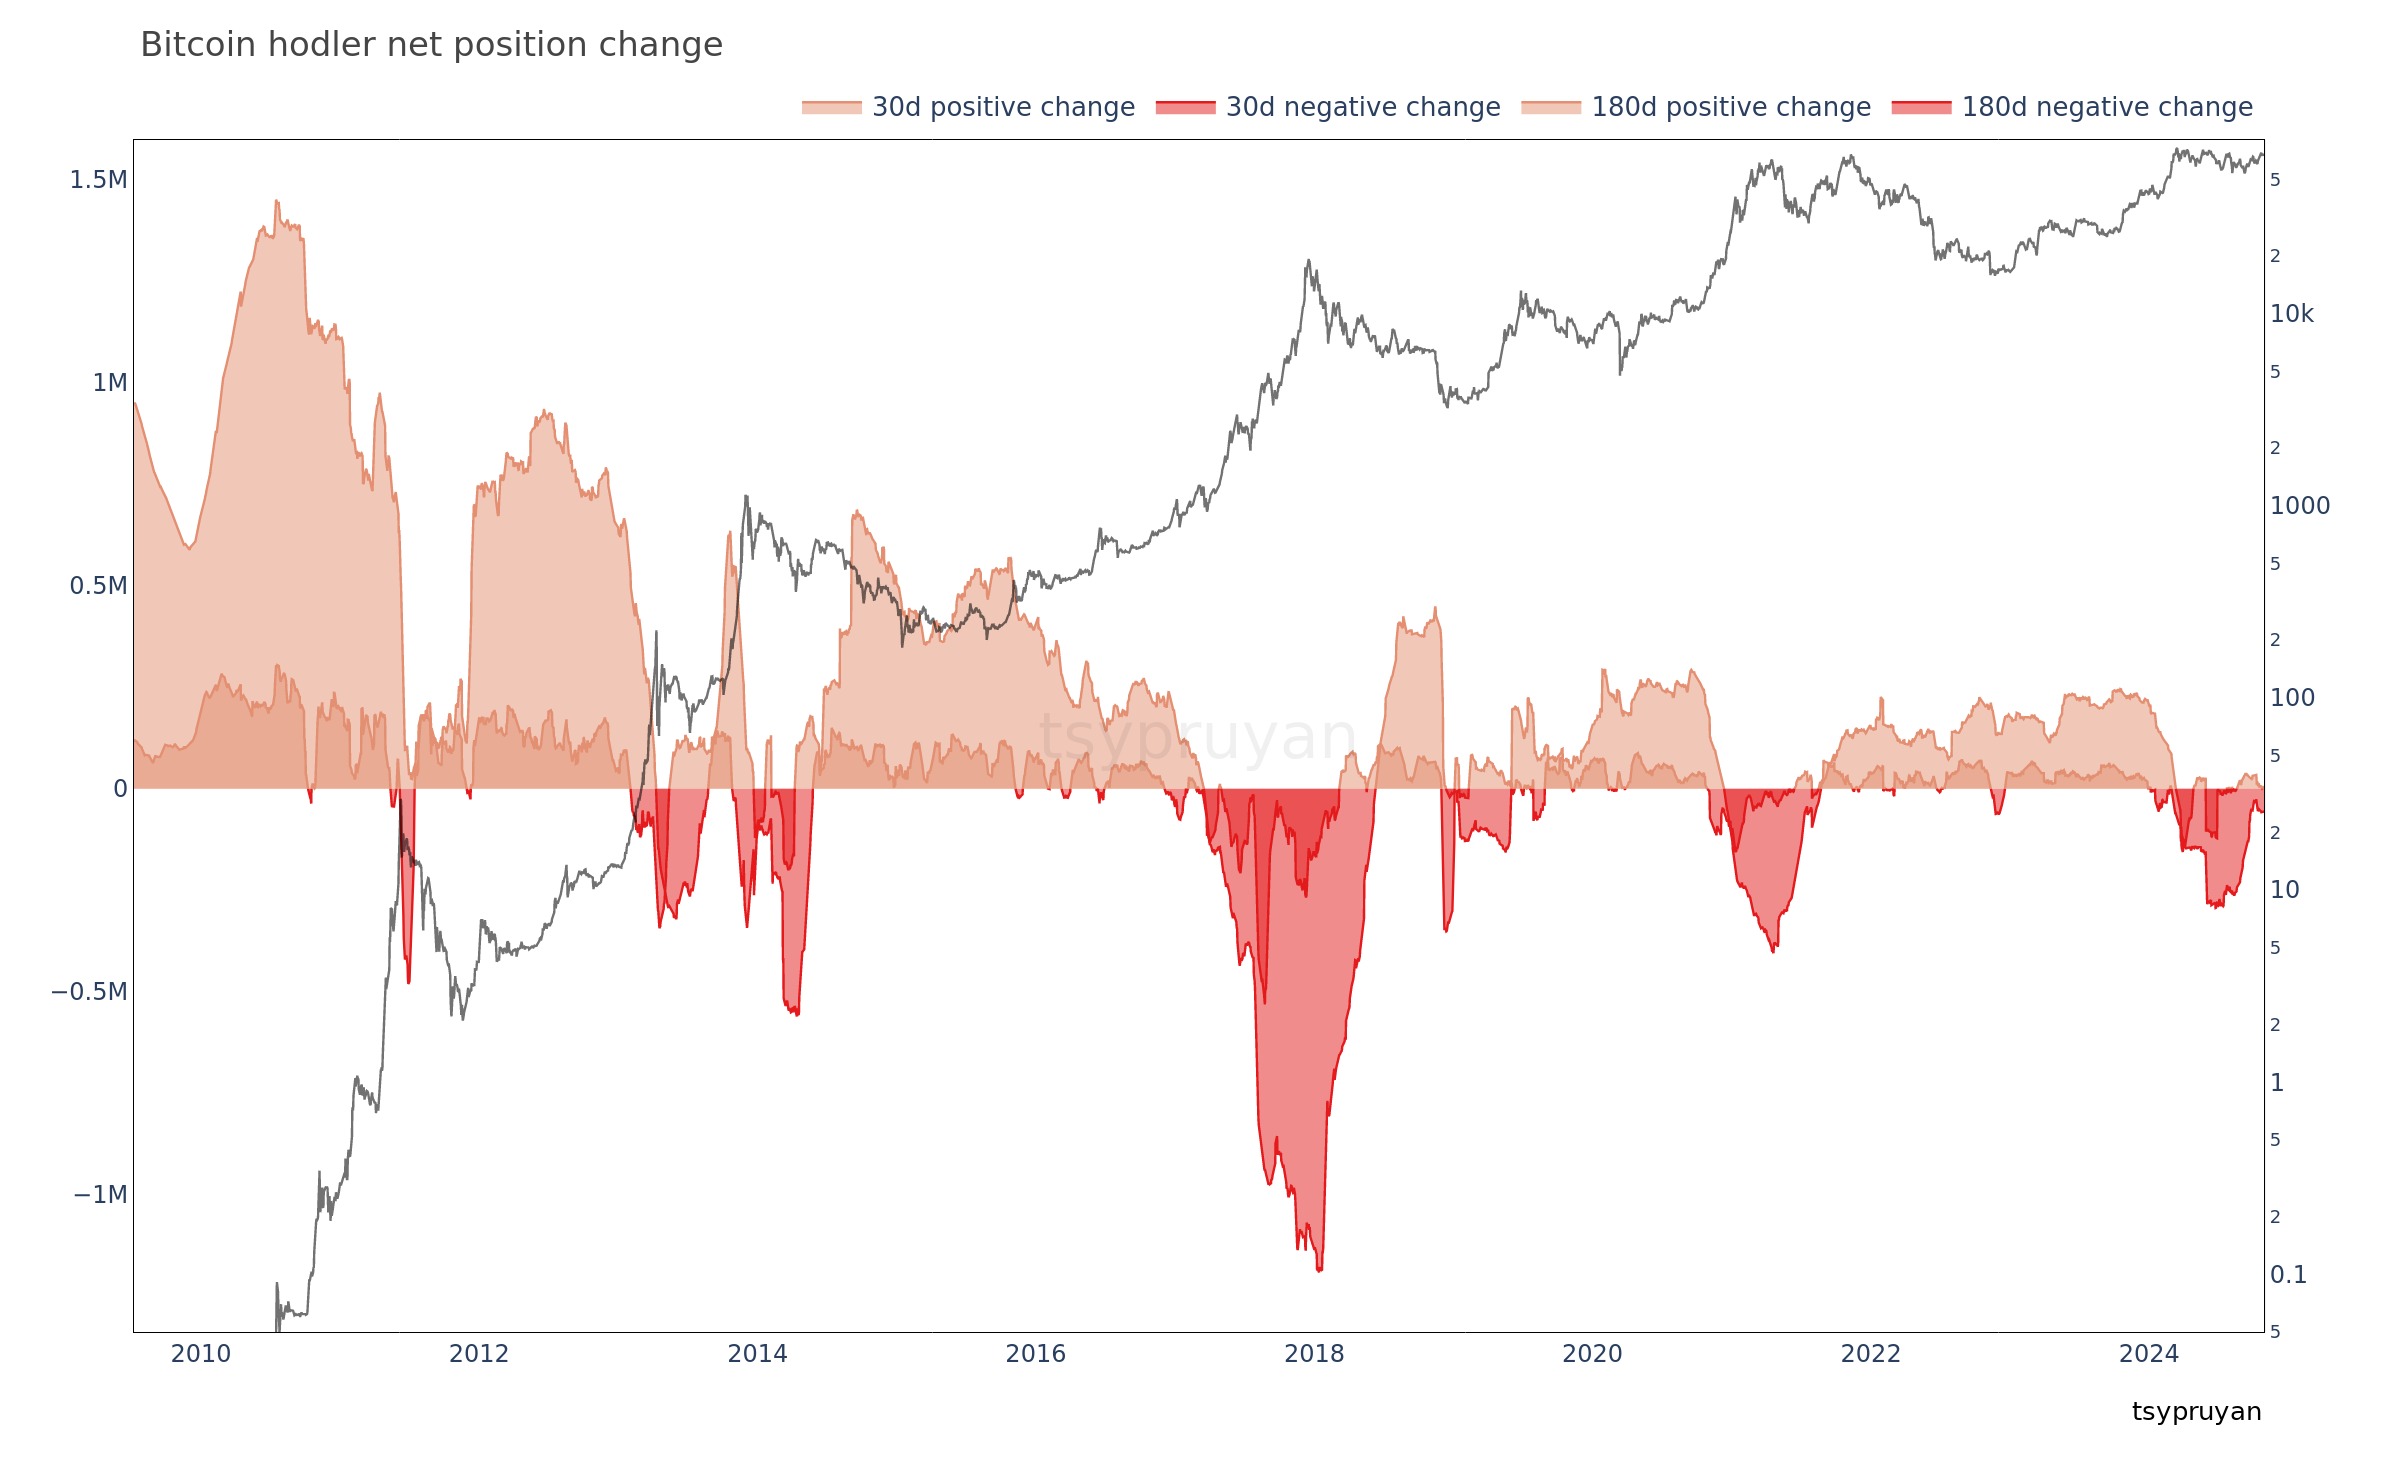 Bitcoin hodler net position change
30d positive change 30d negative change 180d positive change 180d negative change
1.5M
1M
0.5M
0
−0.5M
−1M
5
2
10k
5
2
1000
5
2
100
5
2
10
5
2
1
5
2
0.1
5
tsypruyan
2010 2012 2014 2016 2018 2020 2022 2024
tsypruyan